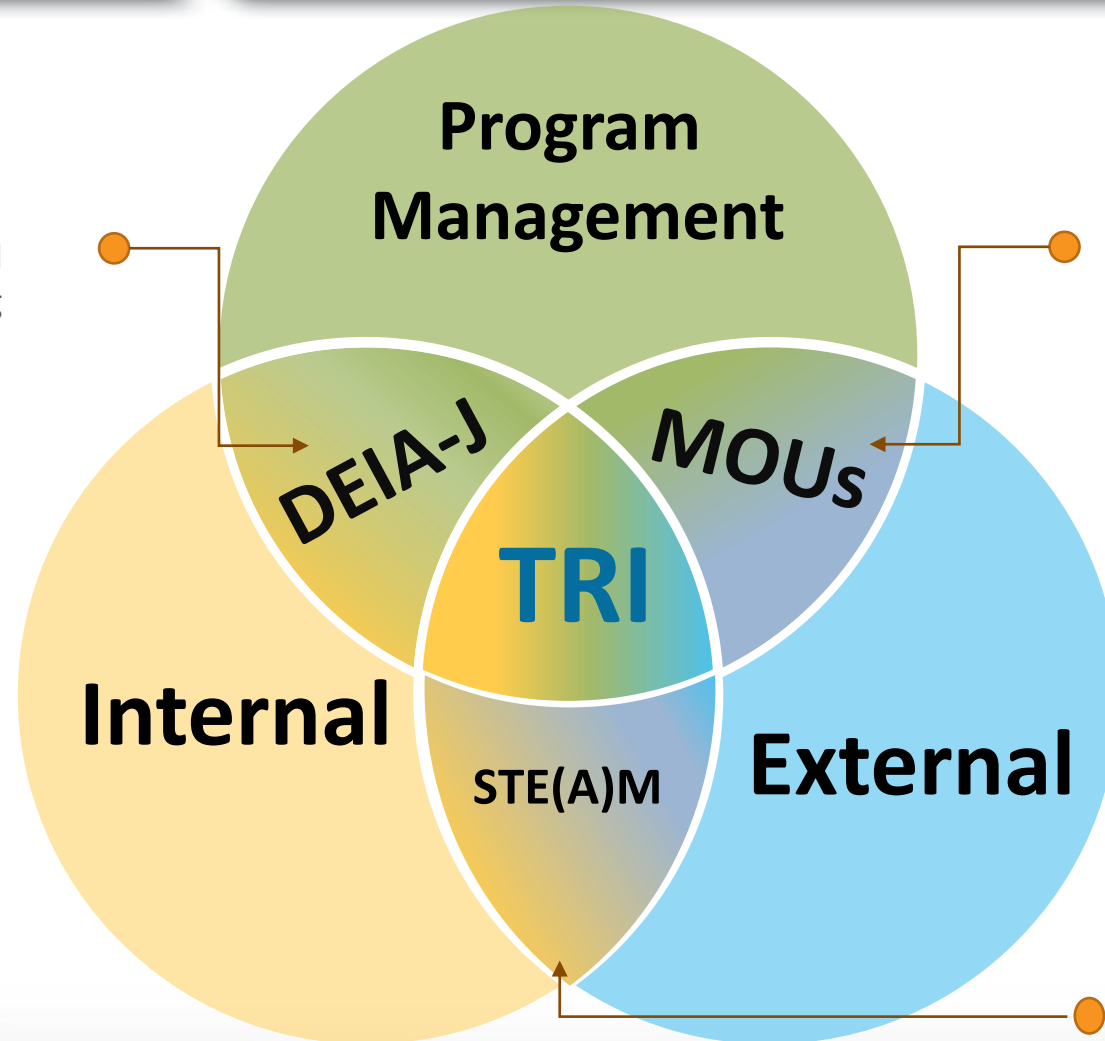 Program
Management
DEIA-J
MOUs
TRI
Internal
External
STE(A)M